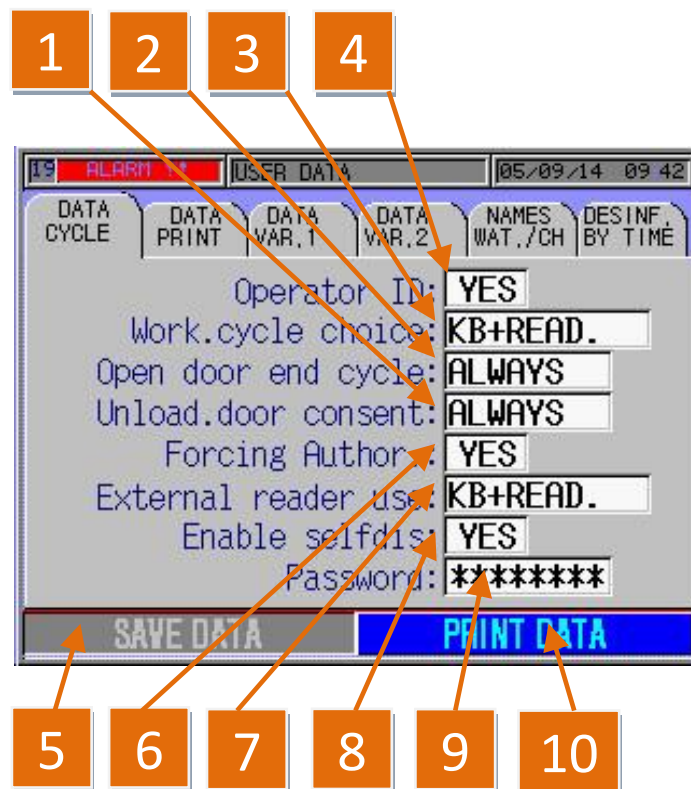 1 2 3 4
19 ALARM !* USER DATA 05/09/14 09 42
DATA CYCLE DATA PRINT DATA VAR.1 DATA VAR.2 NAMES WAT./CH DESINF. BY TIME
Operator ID: YES
Work.cycle choice: KB+READ.
Open door end cycle: ALWAYS
Unload.door consent: ALWAYS
Forcing Author.: YES
External reader use: KB+READ.
Enable selfdis: YES
Password: ********
SAVE DATA PRINT DATA
5 6 7 8 9 10